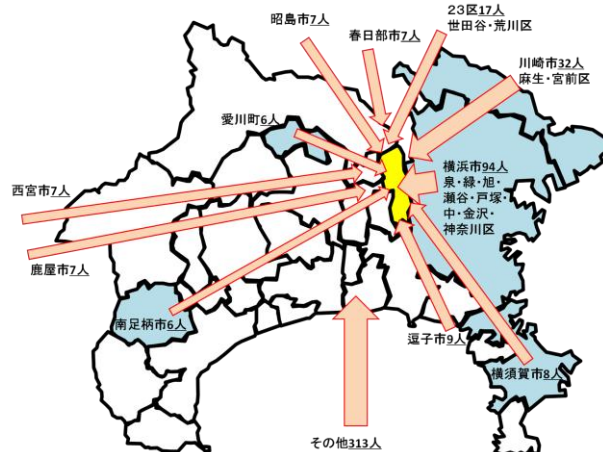 昭島市7人
春日部市7人
23区17人
世田谷・荒川区
川崎市32人
麻生・宮前区
愛川町6人
横浜市94人
泉・緑・旭・
瀬谷・戸塚・
中・金沢・
神奈川区
西宮市7人
鹿屋市7人
南足柄市6人
逗子市9人
横須賀市8人
その他313人